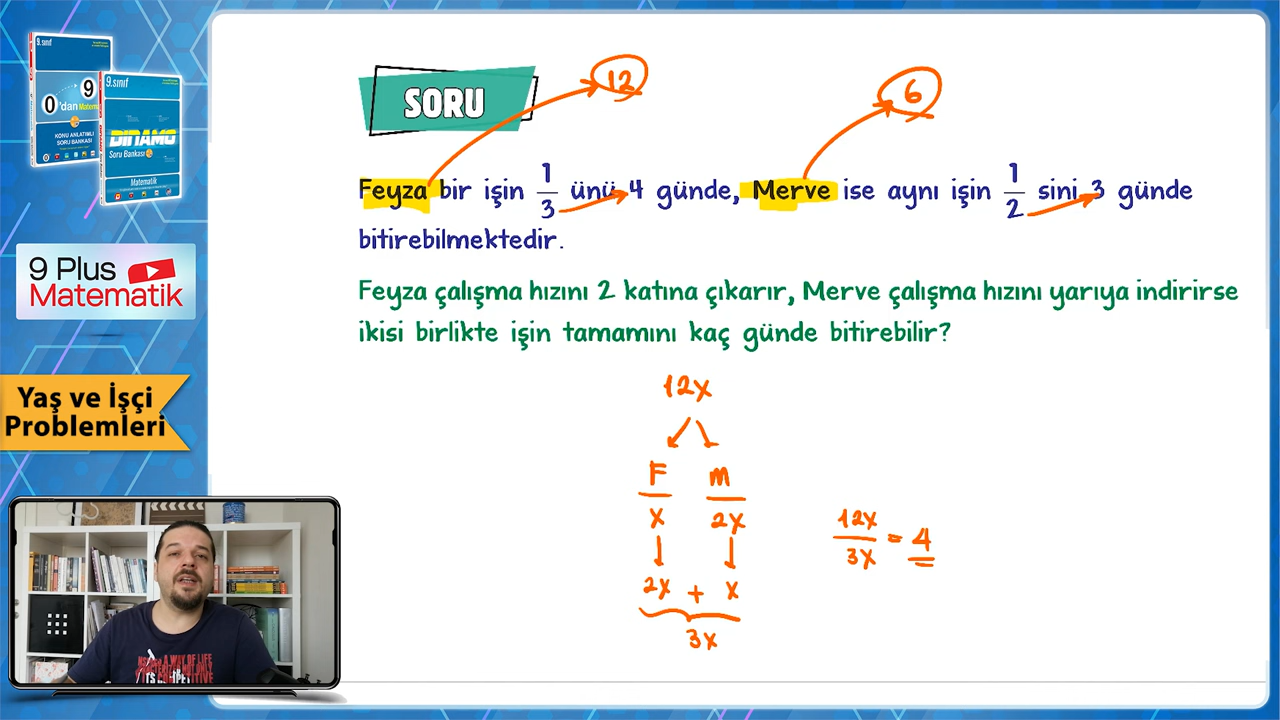 9.sınıf
0'dan 9 Matematik
KONU ANLATIMLI
SORU BANKASI
9.sınıf
DİNAMO
Soru Bankası
Matematik
9 Plus
Matematik
Yaş ve İşçi
Problemleri
SORU
12
6
Feyza bir işin 1/3 ünü 4 günde, Merve ise aynı işin 1/2 sini 3 günde
bitirebilmektedir.
Feyza çalışma hızını 2 katına çıkarır, Merve çalışma hızını yarıya indirirse
ikisi birlikte işin tamamını kaç günde bitirebilir?
12x
F M
x 2x
2x + x
3x
12x/3x = 4